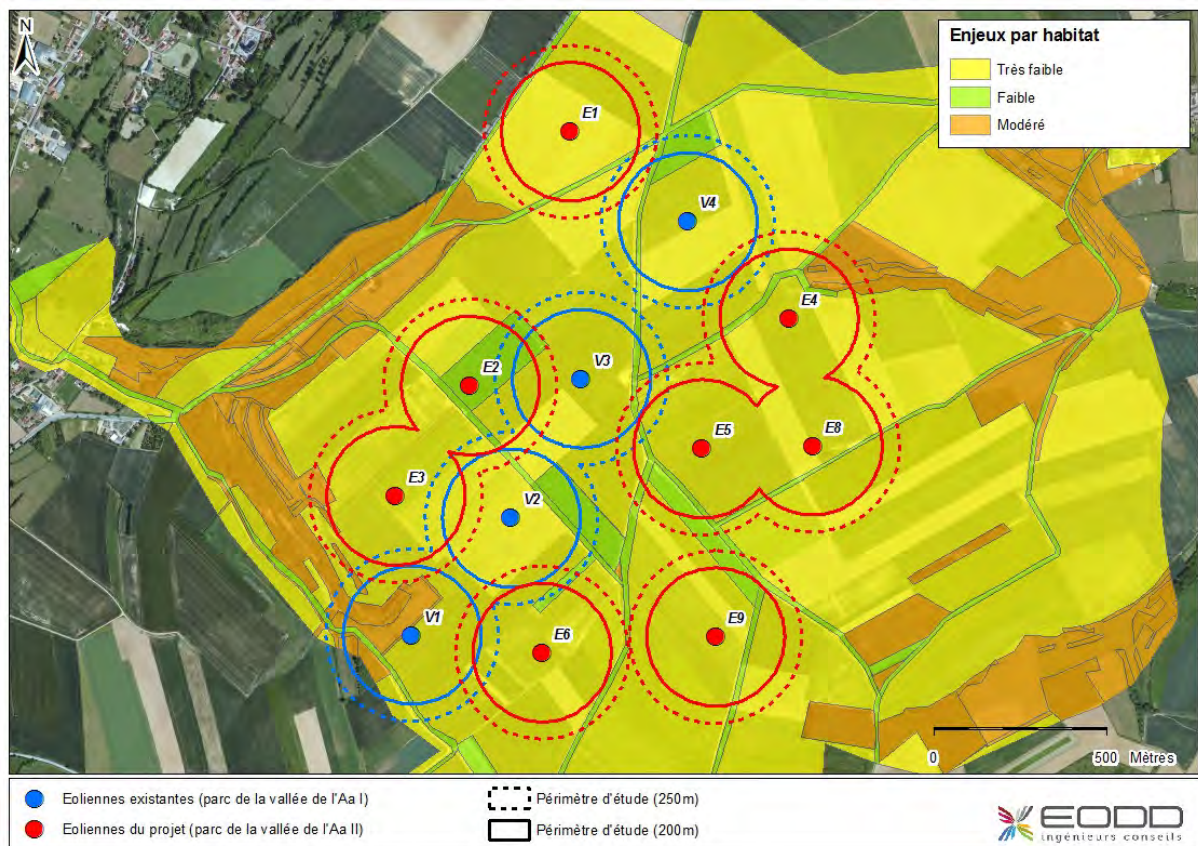 N
Enjeux par habitat
Très faible
Faible
Modéré
E1
V4
E4
E2
V3
E5
E8
E3
V2
V1
E6
E9
0 500 Mètres
Eoliennes existantes (parc de la vallée de l'Aa I)
Périmètre d'étude (250m)
Eoliennes du projet (parc de la vallée de l'Aa II)
Périmètre d'étude (200m)
EODD
ingénieurs conseils